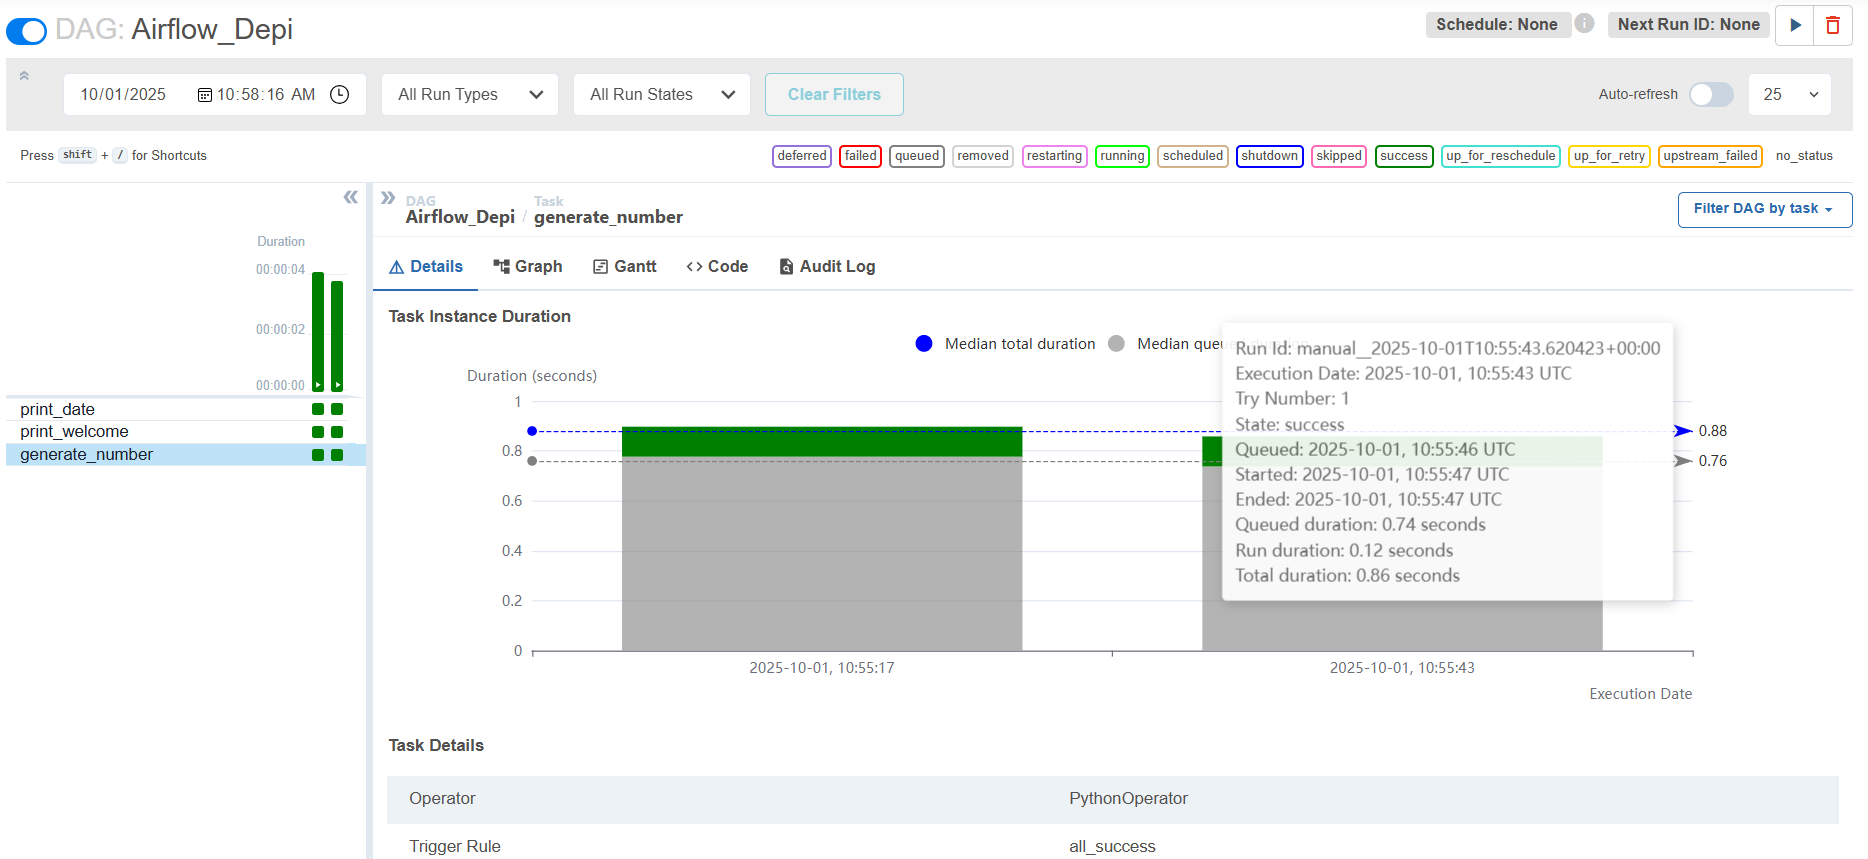 DAG: Airflow_Depi
Schedule: None
Next Run ID: None
10/01/2025 10:58:16 AM
All Run Types
All Run States
Clear Filters
Auto-refresh
25
Press shift + / for Shortcuts
deferred failed queued removed restarting running scheduled shutdown skipped success up_for_reschedule up_for_retry upstream_failed no_status
Duration
00:00:04
00:00:02
00:00:00
print_date
print_welcome
generate_number
DAG
Airflow_Depi
/
Task
generate_number
Filter DAG by task
Details
Graph
Gantt
Code
Audit Log
Task Instance Duration
Median total duration
Median
Duration (seconds)
1
0.8
0.6
0.4
0.2
0
0.88
0.76
Run Id: manual__2025-10-01T10:55:43.620423+00:00
Execution Date: 2025-10-01, 10:55:43 UTC
Try Number: 1
State: success
Queued: 2025-10-01, 10:55:46 UTC
Started: 2025-10-01, 10:55:47 UTC
Ended: 2025-10-01, 10:55:47 UTC
Queued duration: 0.74 seconds
Run duration: 0.12 seconds
Total duration: 0.86 seconds
2025-10-01, 10:55:17
2025-10-01, 10:55:43
Execution Date
Task Details
Operator
PythonOperator
Trigger Rule
all_success